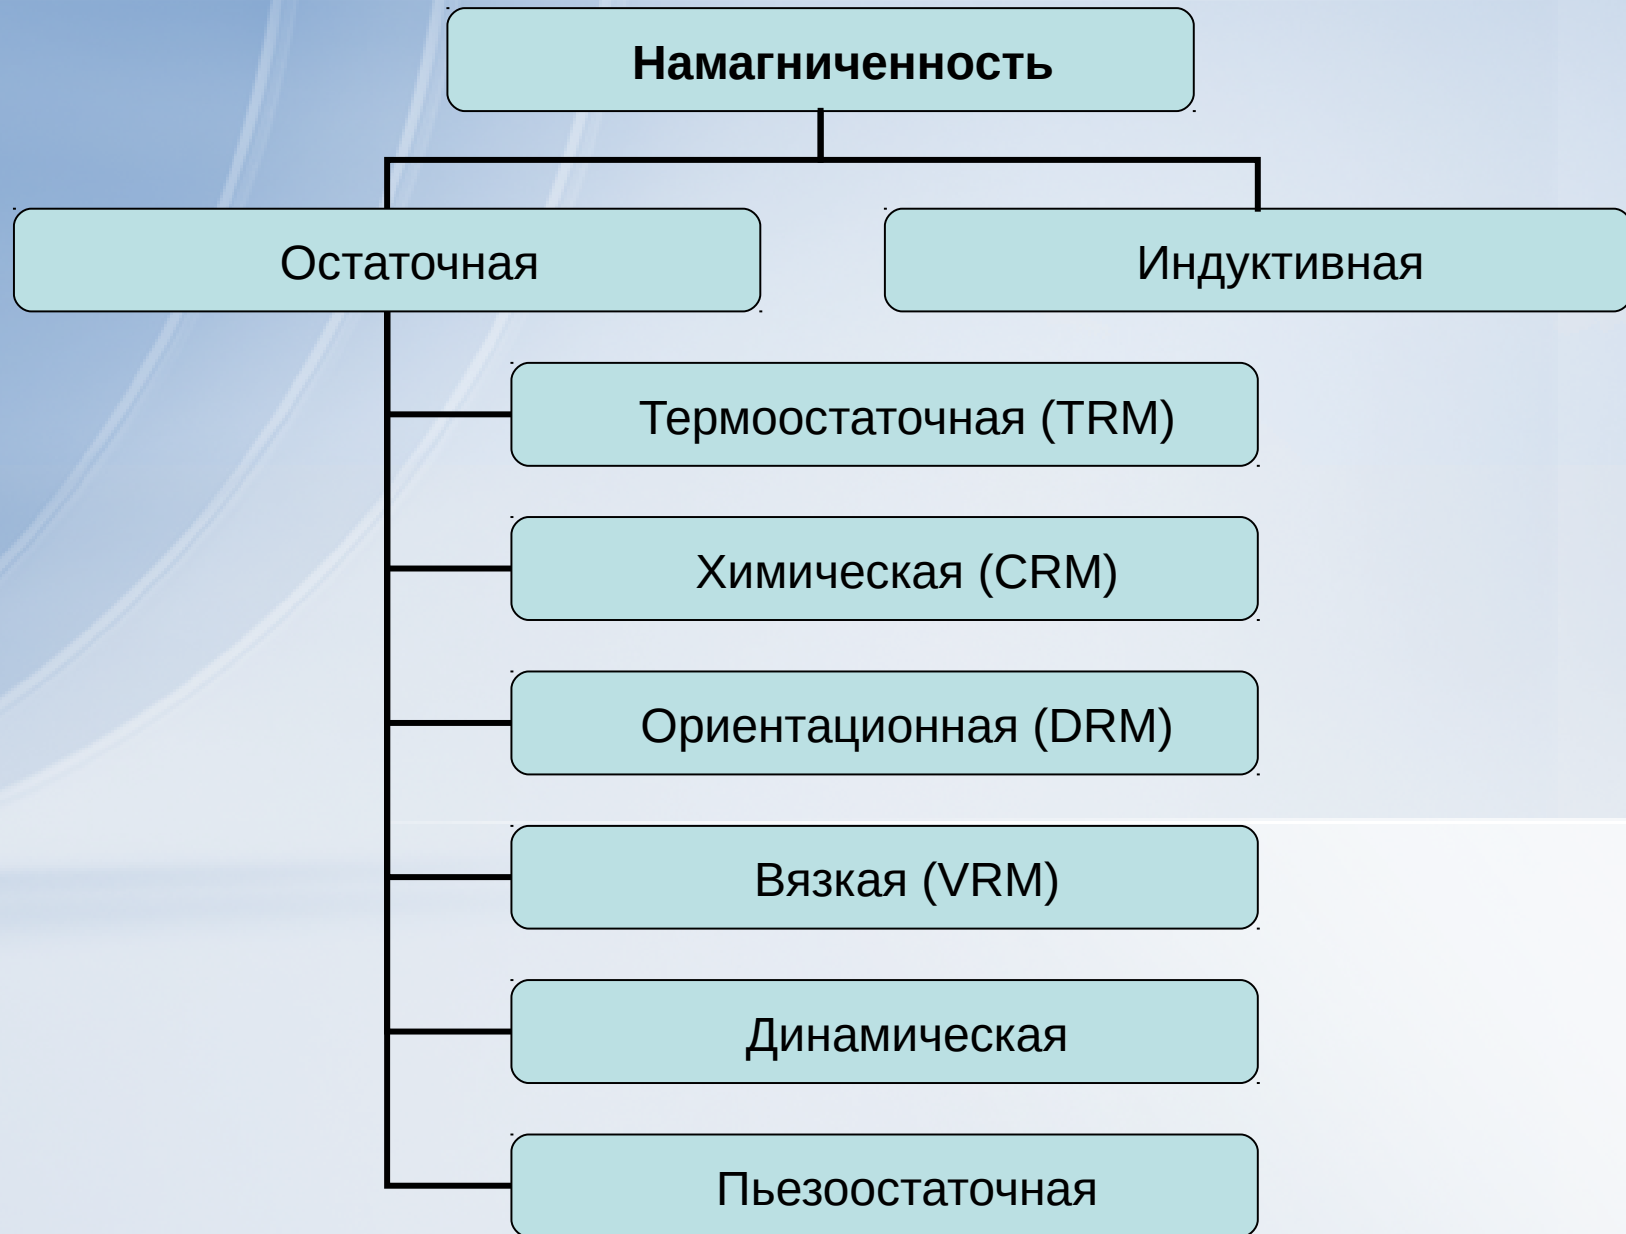 Намагниченность
Остаточная
Индуктивная
Термоостаточная (TRM)
Химическая (CRM)
Ориентационная (DRM)
Вязкая (VRM)
Динамическая
Пьезоостаточная